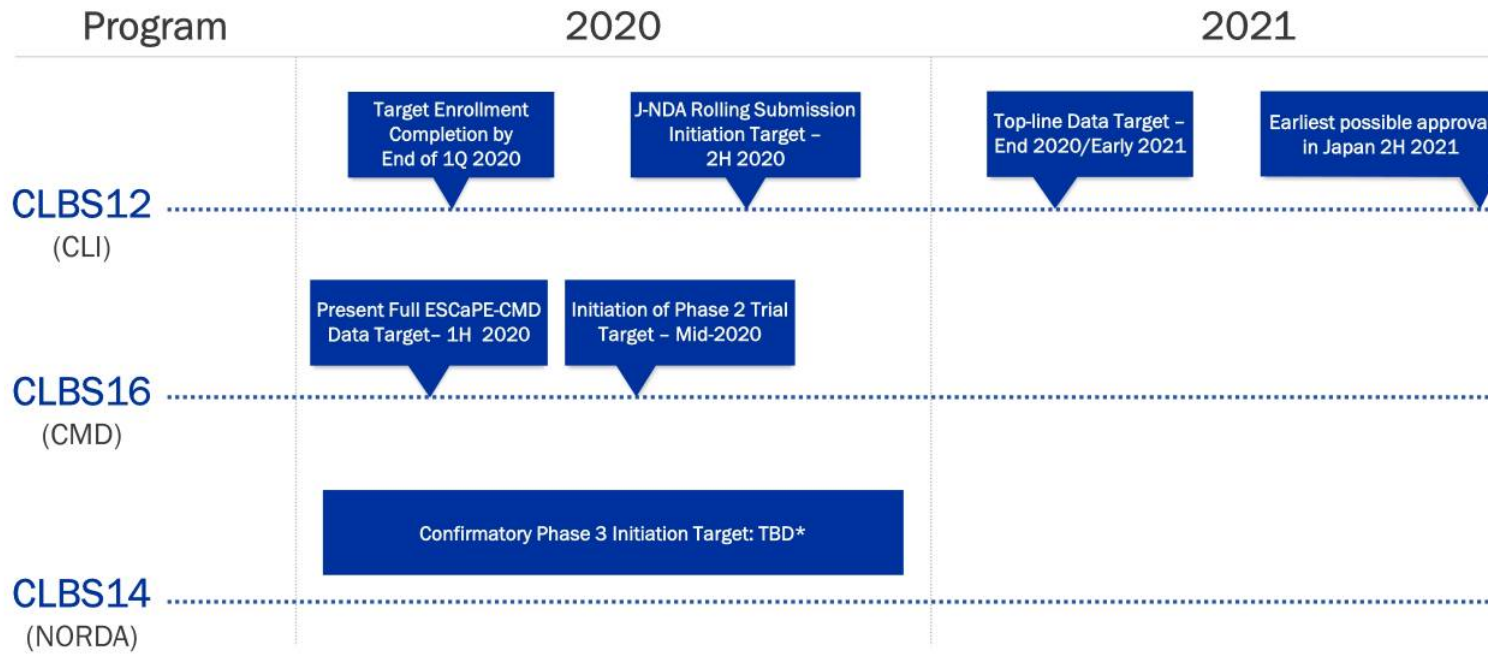 Program
2020
2021
Target Enrollment
Completion by
End of 1Q 2020
J-NDA Rolling Submission
Initiation Target –
2H 2020
Top-line Data Target –
End 2020/Early 2021
Earliest possible approva
in Japan 2H 2021
CLBS12
(CLI)
Present Full ESCaPE-CMD
Data Target– 1H 2020
Initiation of Phase 2 Trial
Target – Mid-2020
CLBS16
(CMD)
Confirmatory Phase 3 Initiation Target: TBD*
CLBS14
(NORDA)